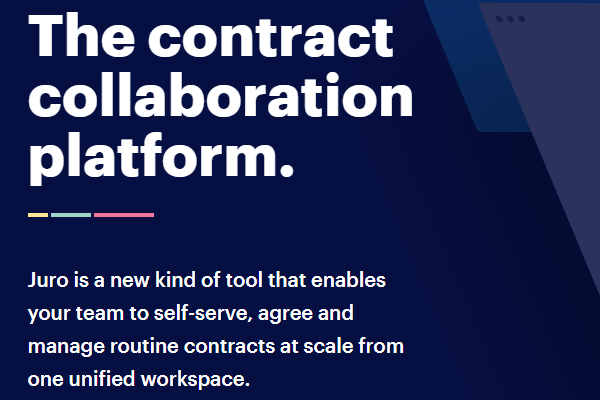 The contract
collaboration
platform.
Juro is a new kind of tool that enables
your team to self-serve, agree and
manage routine contracts at scale from
one unified workspace.